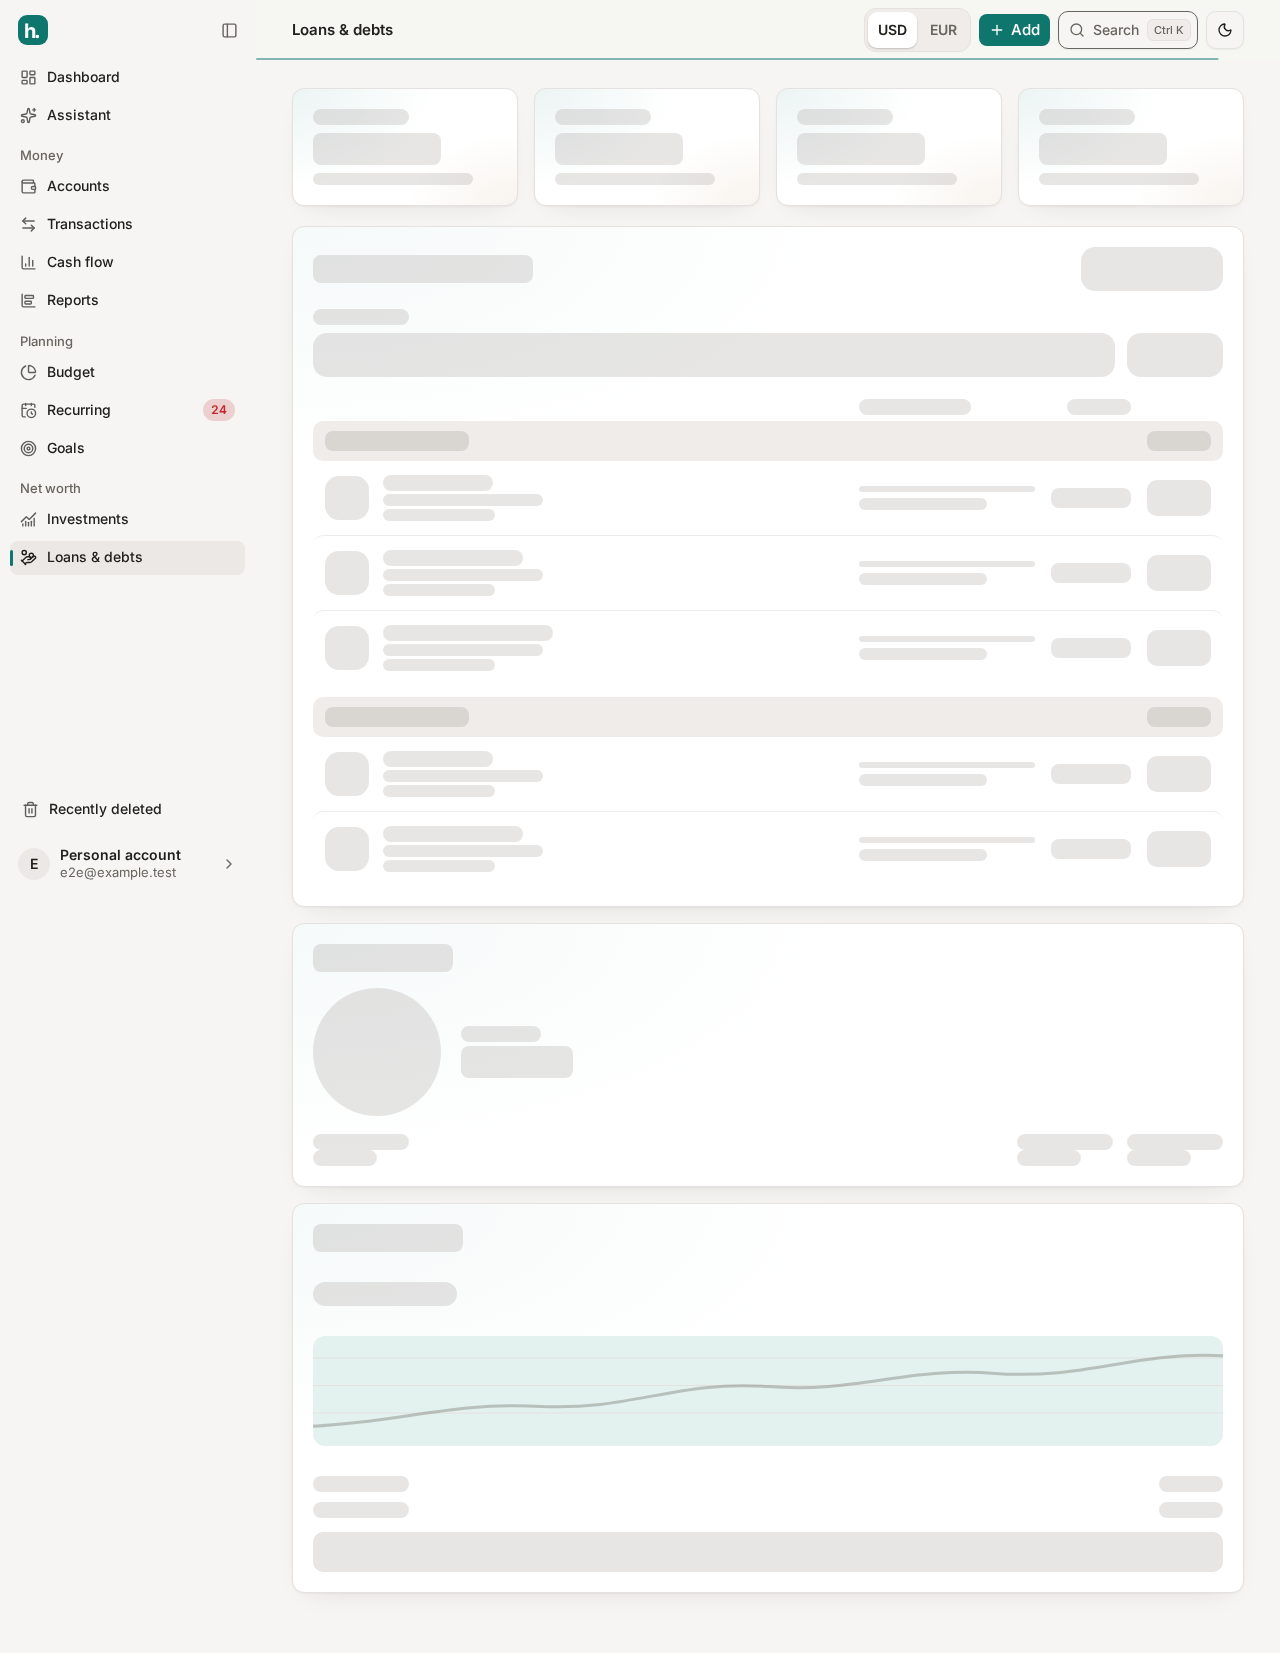 h.
Dashboard
Assistant
Money
Accounts
Transactions
Cash flow
Reports
Planning
Budget
Recurring 24
Goals
Net worth
Investments
Loans & debts
Recently deleted
E Personal account
e2e@example.test
Loans & debts USD EUR Add Search Ctrl K